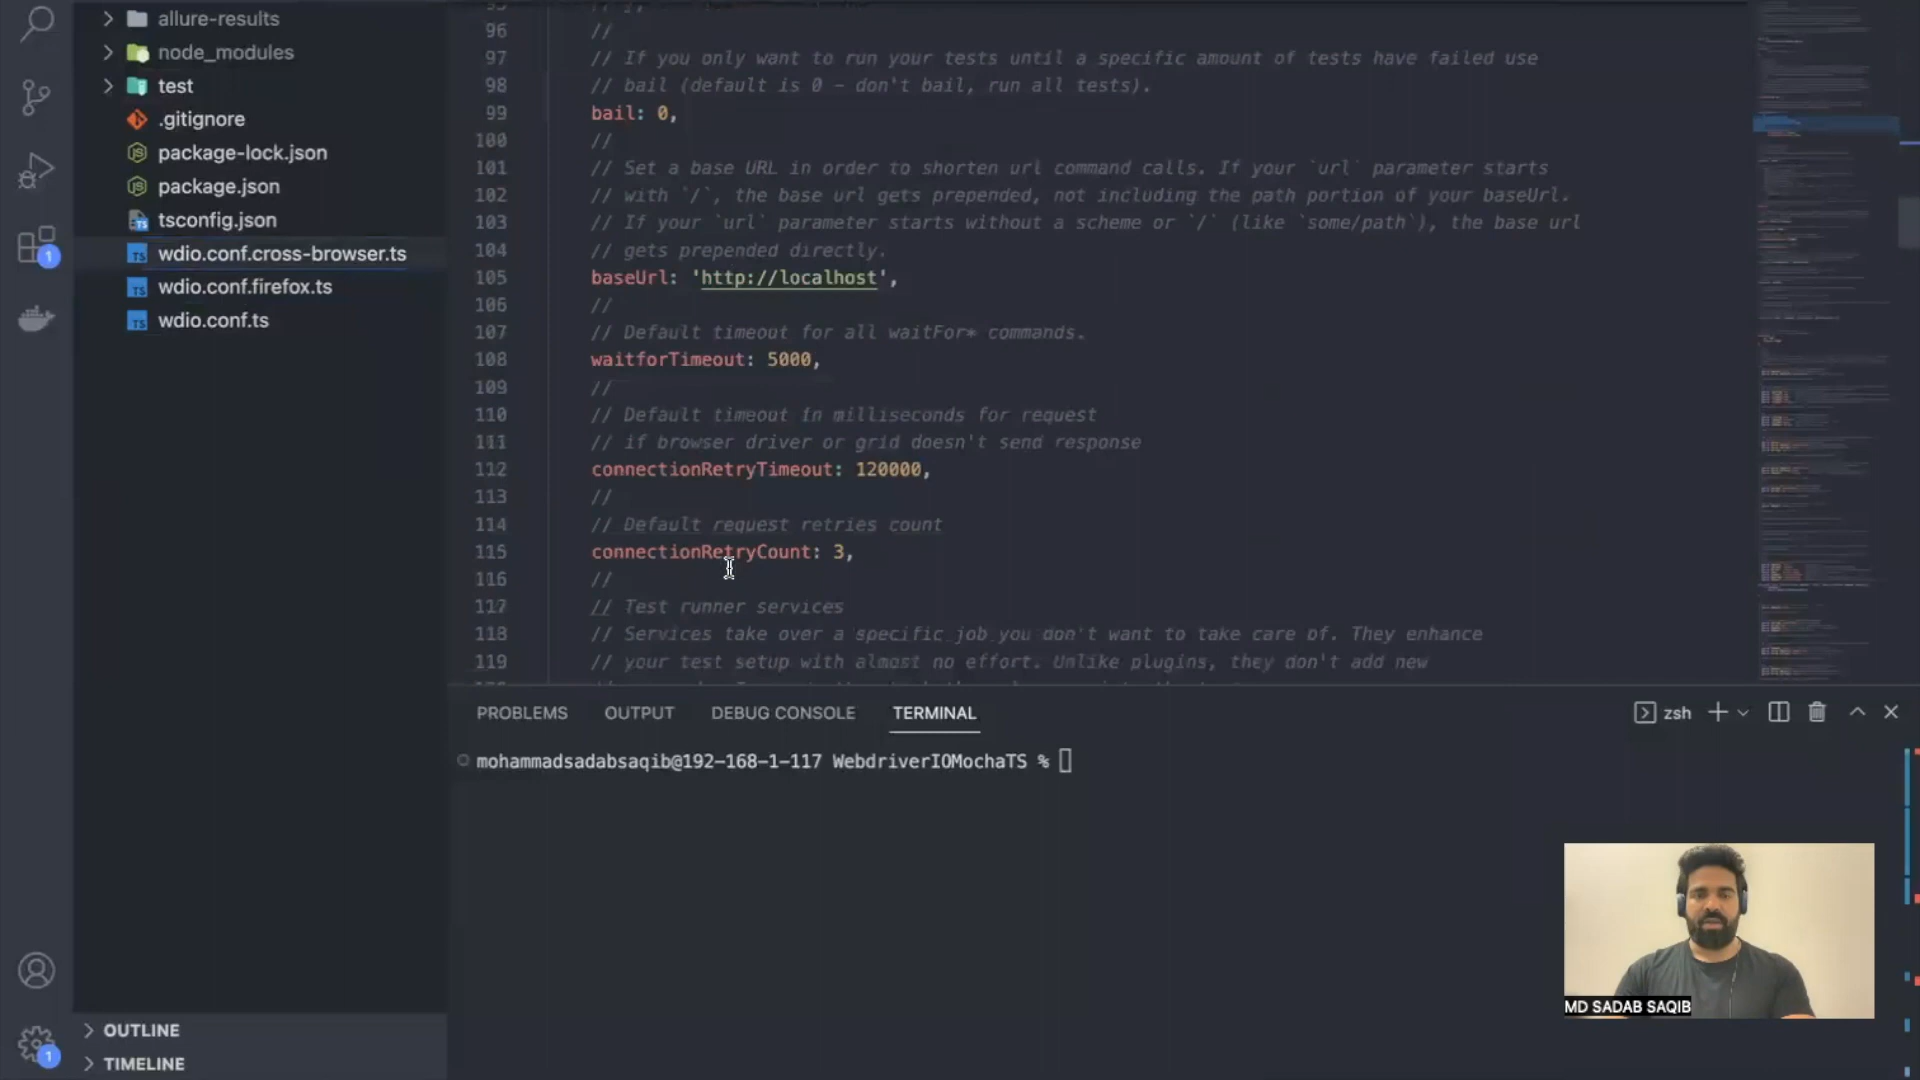 allure-results
node_modules
test
.gitignore
package-lock.json
package.json
tsconfig.json
wdio.conf.cross-browser.ts
wdio.conf.firefox.ts
wdio.conf.ts
1
OUTLINE
1
TIMELINE
96 //
97 // If you only want to run your tests until a specific amount of tests have failed use
98 // bail (default is 0 - don't bail, run all tests).
99 bail: 0,
100 //
101 // Set a base URL in order to shorten url command calls. If your `url` parameter starts
102 // with `/`, the base url gets prepended, not including the path portion of your baseUrl.
103 // If your `url` parameter starts without a scheme or `/` (like `some/path`), the base url
104 // gets prepended directly.
105 baseUrl: 'http://localhost',
106 //
107 // Default timeout for all waitFor* commands.
108 waitforTimeout: 5000,
109 //
110 // Default timeout in milliseconds for request
111 // if browser driver or grid doesn't send response
112 connectionRetryTimeout: 120000,
113 //
114 // Default request retries count
115 connectionRetryCount: 3,
116 //
117 // Test runner services
118 // Services take over a specific job you don't want to take care of. They enhance
119 // your test setup with almost no effort. Unlike plugins, they don't add new
PROBLEMS OUTPUT DEBUG CONSOLE TERMINAL zsh
mohammadsadabsaqib@192-168-1-117 WebdriverIOMochaTS %
MD SADAB SAQIB